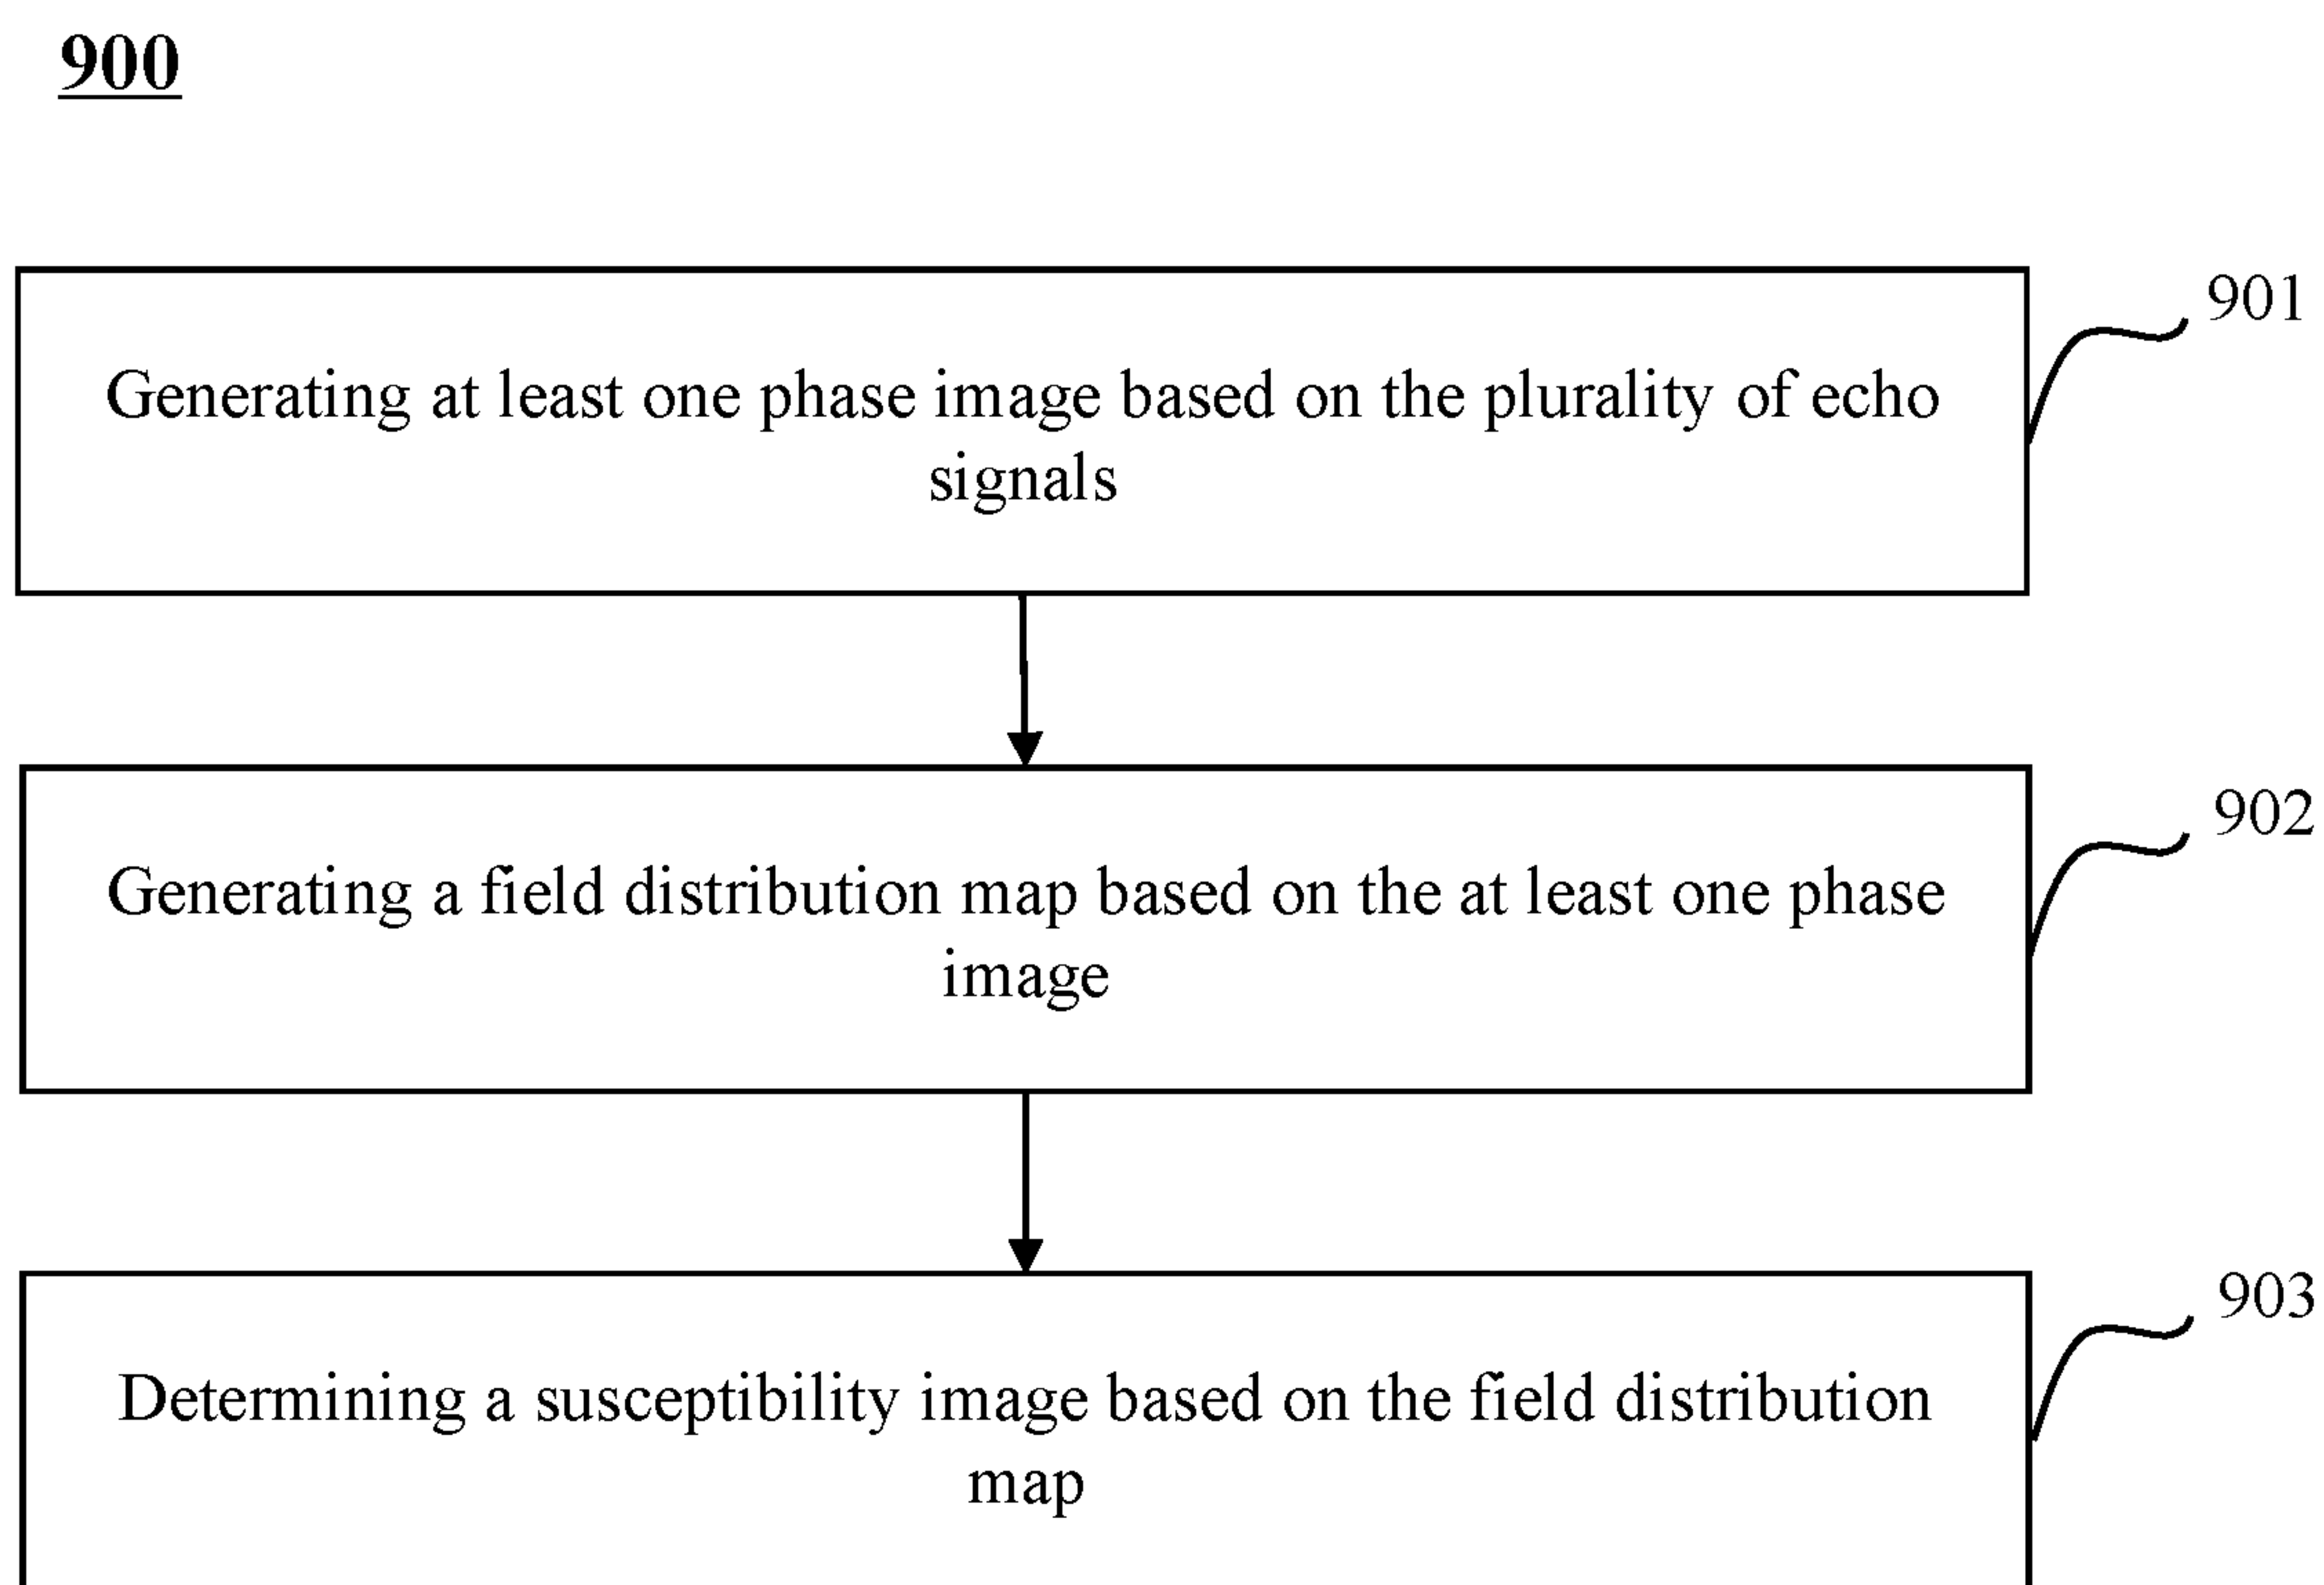 900
901
Generating at least one phase image based on the plurality of echo
signals
902
Generating a field distribution map based on the at least one phase
image
903
Determining a susceptibility image based on the field distribution
map